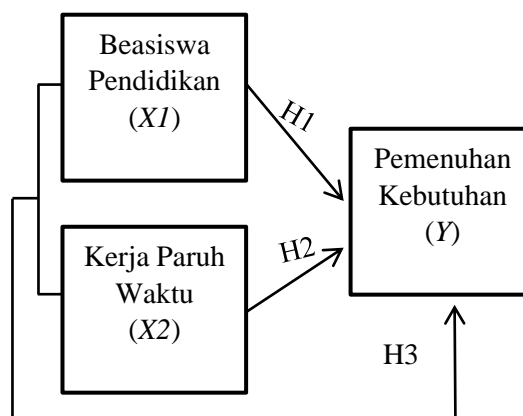 Beasiswa
Pendidikan
(X1)
H1
Pemenuhan
Kebutuhan
(Y)
Kerja Paruh
Waktu
(X2)
H2
H3